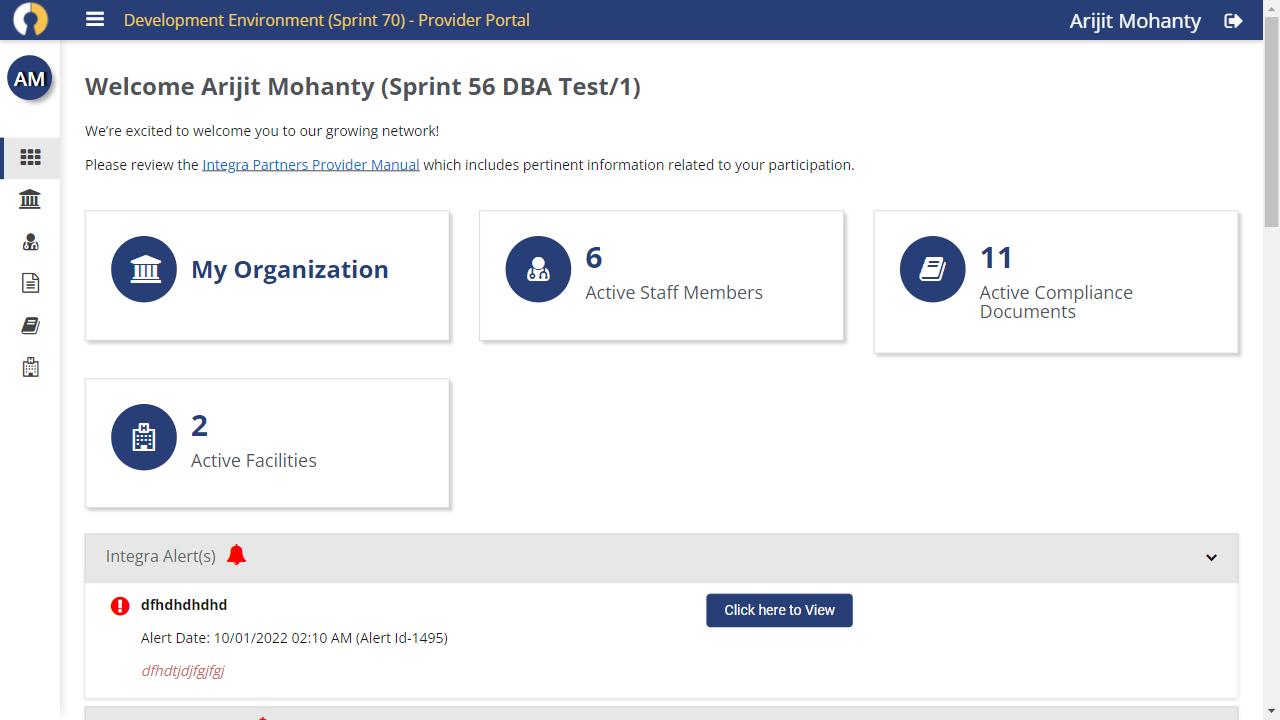 Development Environment (Sprint 70) - Provider Portal
Arijit Mohanty
AM
Welcome Arijit Mohanty (Sprint 56 DBA Test/1)
We’re excited to welcome you to our growing network!
Please review the Integra Partners Provider Manual which includes pertinent information related to your participation.
My Organization
6
Active Staff Members
11
Active Compliance
Documents
2
Active Facilities
Integra Alert(s)
dfhdhdhdhd
Click here to View
Alert Date: 10/01/2022 02:10 AM (Alert Id-1495)
dfhdtjdjfgjfgj